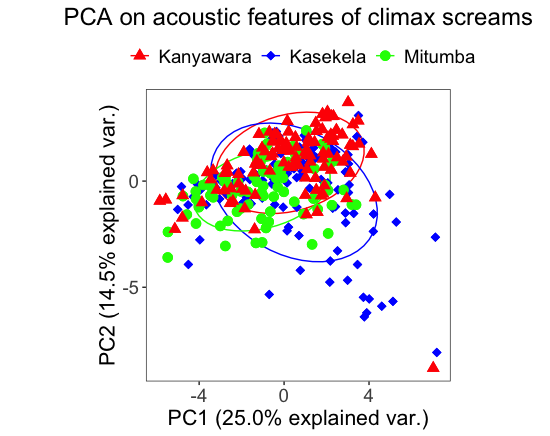 PCA on acoustic features of climax screams
Kanyawara Kasekela Mitumba
0
-5
-4 0 4
PC2 (14.5% explained var.)
PC1 (25.0% explained var.)